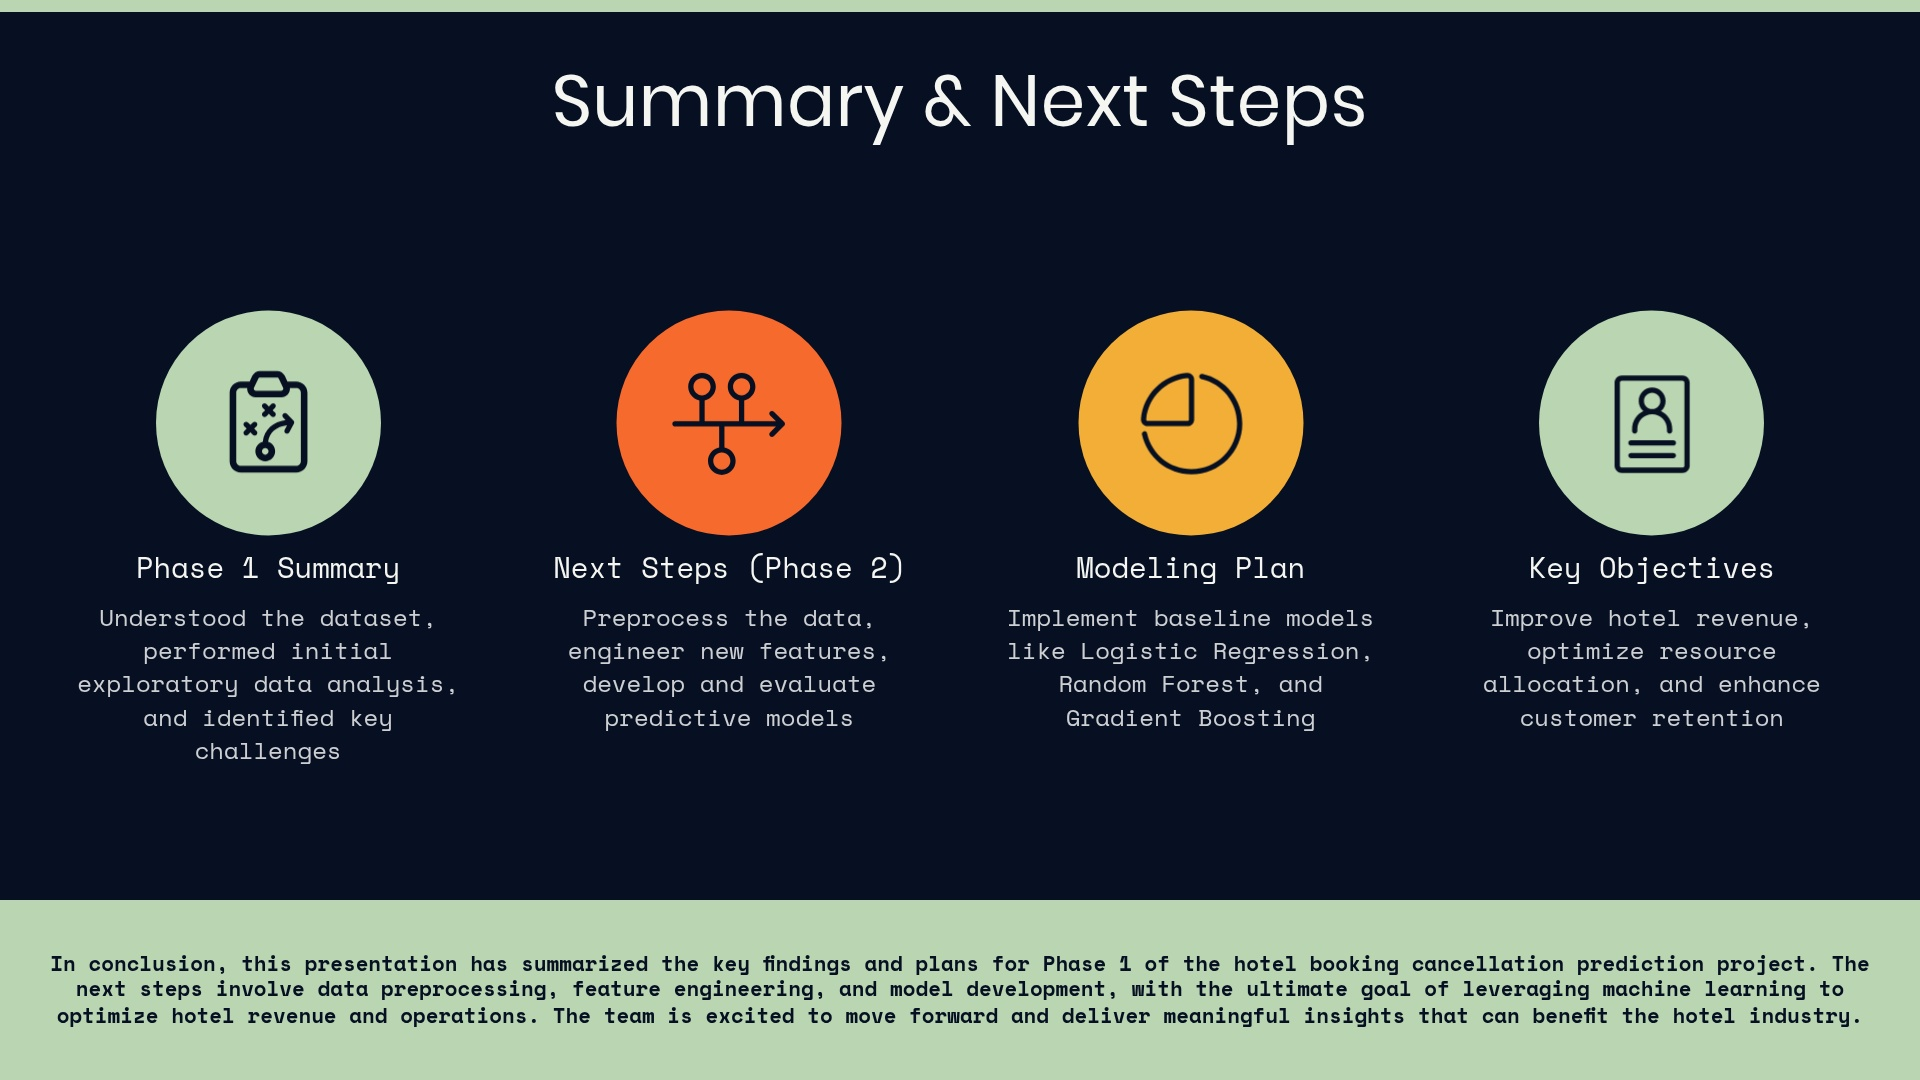 Summary & Next Steps
Phase 1 Summary
Understood the dataset,
performed initial
exploratory data analysis,
and identified key
challenges
Next Steps (Phase 2)
Preprocess the data,
engineer new features,
develop and evaluate
predictive models
Modeling Plan
Implement baseline models
like Logistic Regression,
Random Forest, and
Gradient Boosting
Key Objectives
Improve hotel revenue,
optimize resource
allocation, and enhance
customer retention
In conclusion, this presentation has summarized the key findings and plans for Phase 1 of the hotel booking cancellation prediction project. The
next steps involve data preprocessing, feature engineering, and model development, with the ultimate goal of leveraging machine learning to
optimize hotel revenue and operations. The team is excited to move forward and deliver meaningful insights that can benefit the hotel industry.